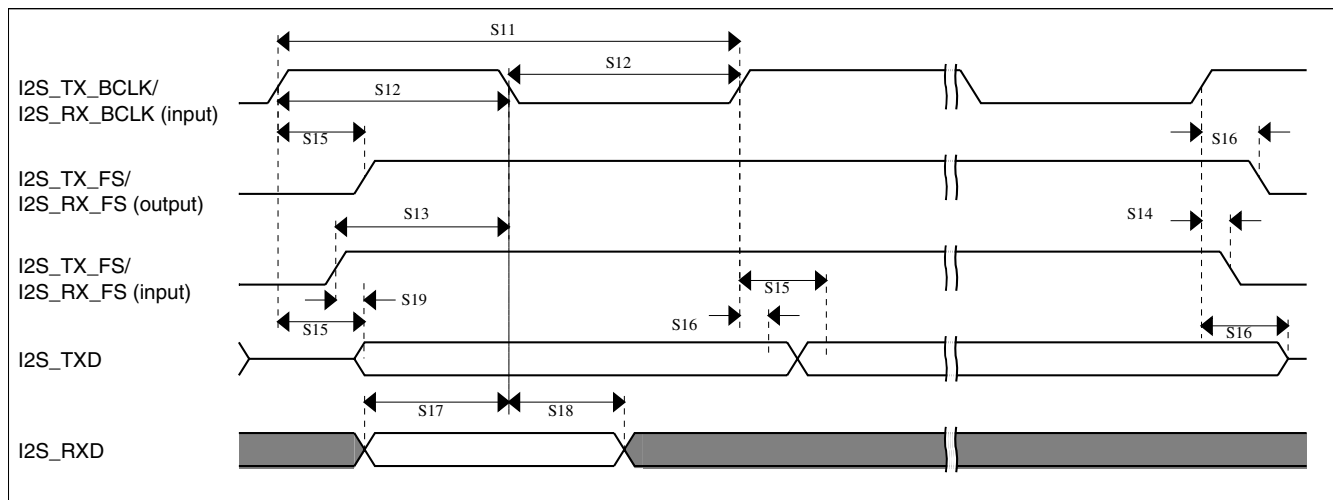 S11
I2S_TX_BCLK/
I2S_RX_BCLK (input)
S12
S12
S15
S16
I2S_TX_FS/
I2S_RX_FS (output)
S13
S14
I2S_TX_FS/
I2S_RX_FS (input)
S19
S15
S15
S16
S16
I2S_TXD
S17
S18
I2S_RXD